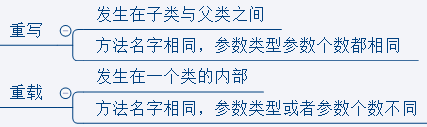 发生在子类与父类之间
重写
方法名字相同，参数类型参数个数都相同
发生在一个类的内部
重载
方法名字相同，参数类型或者参数个数不同